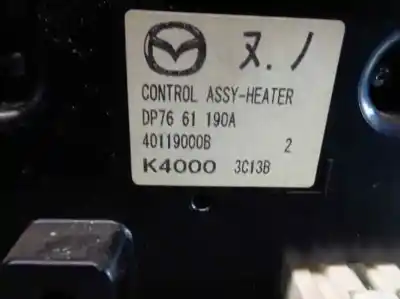 ヌ.ノ
CONTROL ASSY-HEATER
DP76 61 190A
40119000B 2
K4000 3C13B